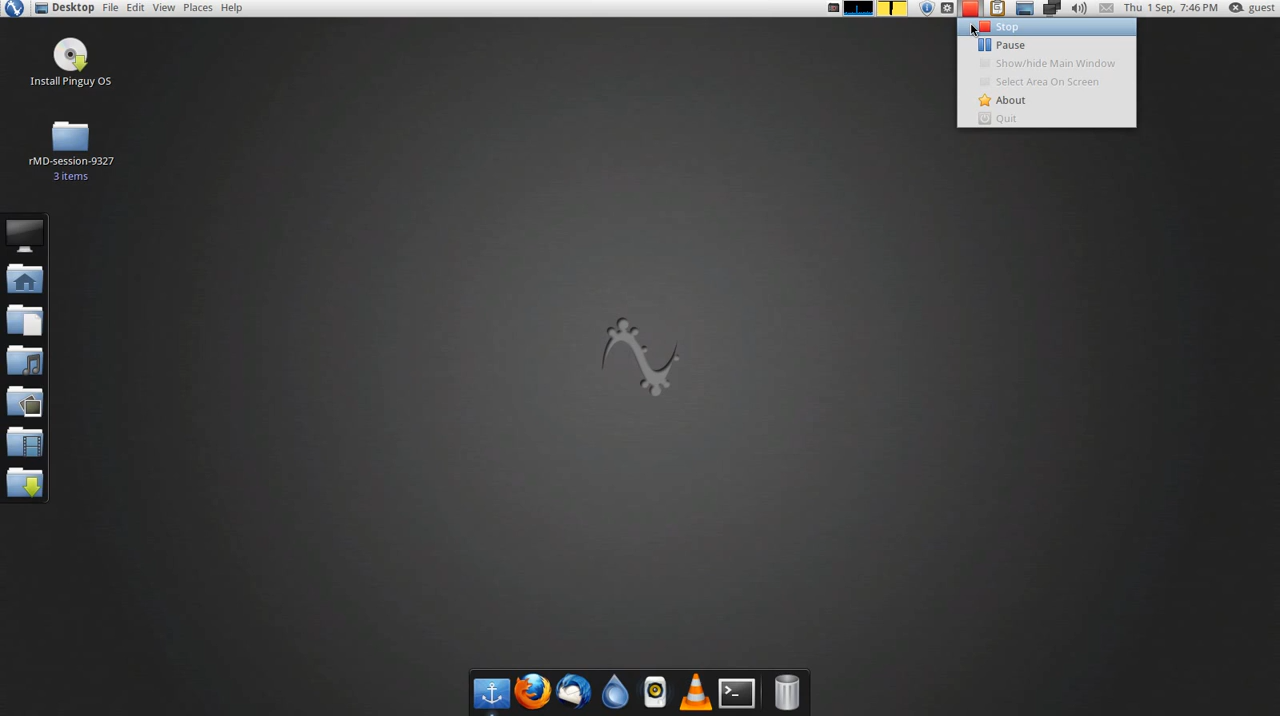 Desktop File Edit View Places Help
Thu 1 Sep, 7:46 PM guest
Stop
Pause
Show/hide Main Window
Select Area On Screen
About
Quit
Install Pinguy OS
rMD-session-9327
3 items